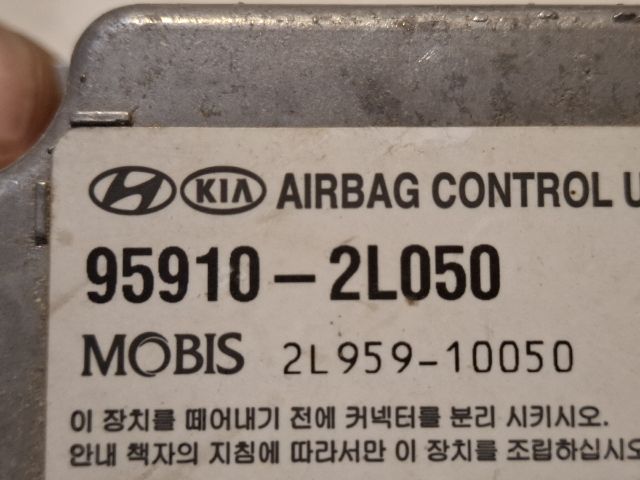 KIA AIRBAG CONTROL
95910-2L050
MOBIS 2L959-10050
이 장치를 떼어내기 전에 커넥터를 분리 시키시오.
안내 책자의 지침에 따라서만 이 장치를 조립하십시오